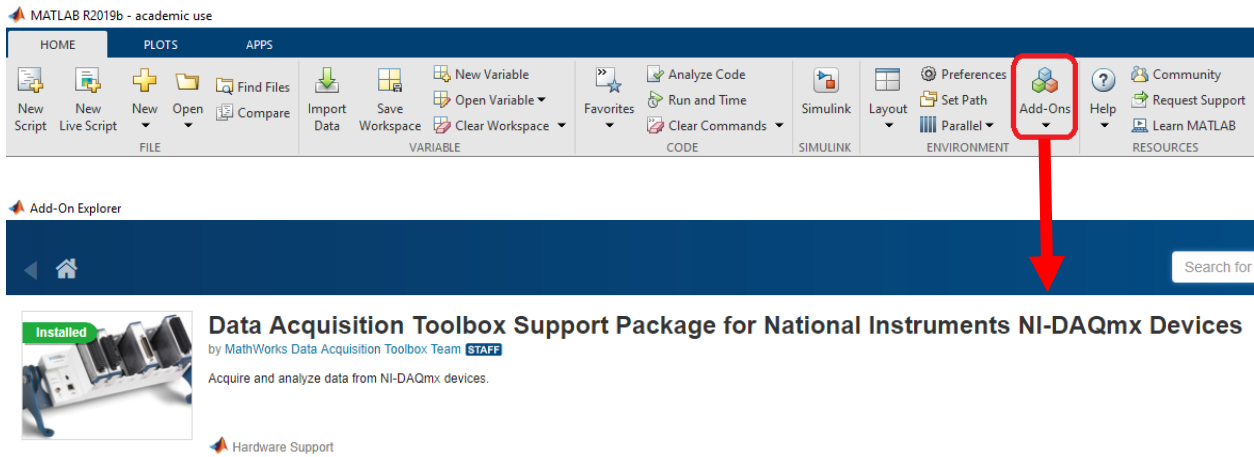 MATLAB R2019b - academic use
HOME PLOTS APPS
New Script
New Live Script
New
Open
Find Files
Compare
FILE
Import Data
Save Workspace
New Variable
Open Variable
Clear Workspace
VARIABLE
Favorites
Analyze Code
Run and Time
Clear Commands
CODE
Simulink
SIMULINK
Layout
Preferences
Set Path
Parallel
Add-Ons
ENVIRONMENT
Help
Community
Request Support
Learn MATLAB
RESOURCES
Add-On Explorer
Search for
Installed
Data Acquisition Toolbox Support Package for National Instruments NI-DAQmx Devices
by MathWorks Data Acquisition Toolbox Team STAFF
Acquire and analyze data from NI-DAQmx devices.
Hardware Support